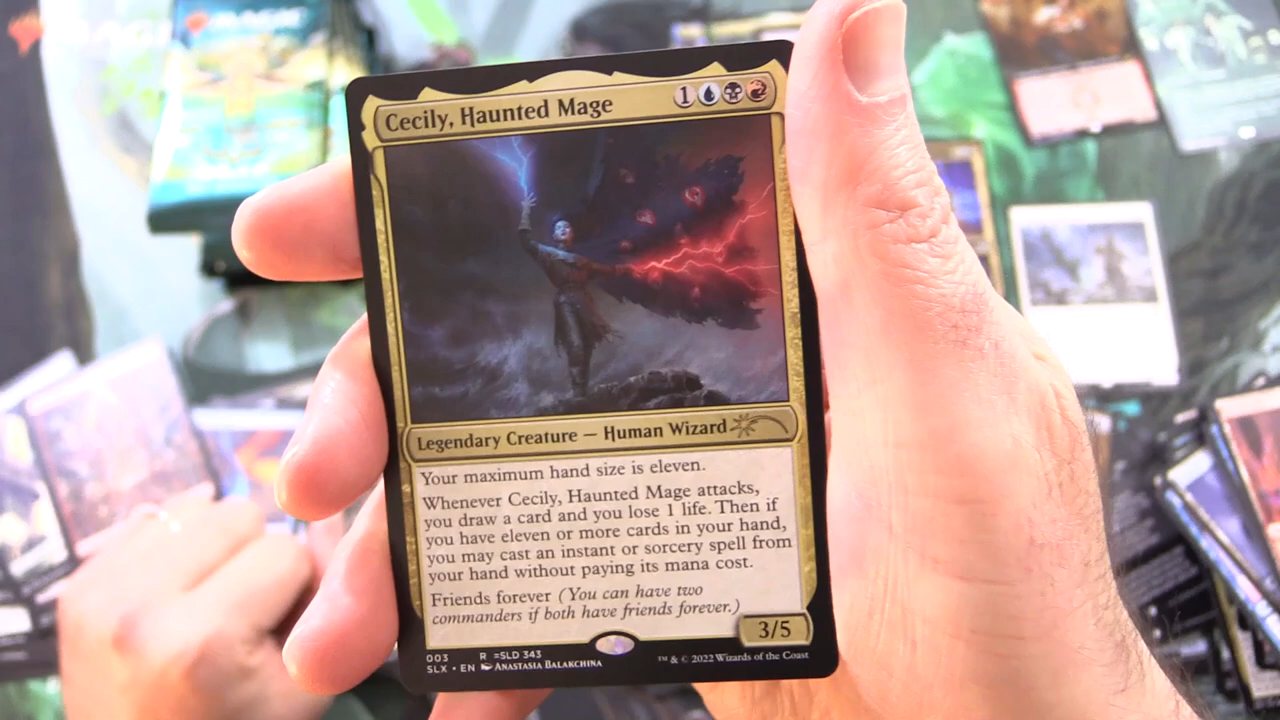 MAGIC
Cecily, Haunted Mage
1
Legendary Creature — Human Wizard
Your maximum hand size is eleven.
Whenever Cecily, Haunted Mage attacks,
you draw a card and you lose 1 life. Then if
you have eleven or more cards in your hand,
you may cast an instant or sorcery spell from
your hand without paying its mana cost.
Friends forever (You can have two
commanders if both have friends forever.)
3/5
003 R =SLD 343
SLX • EN ANASTASIA BALAKCHINA
™ & © 2022 Wizards of the Coast